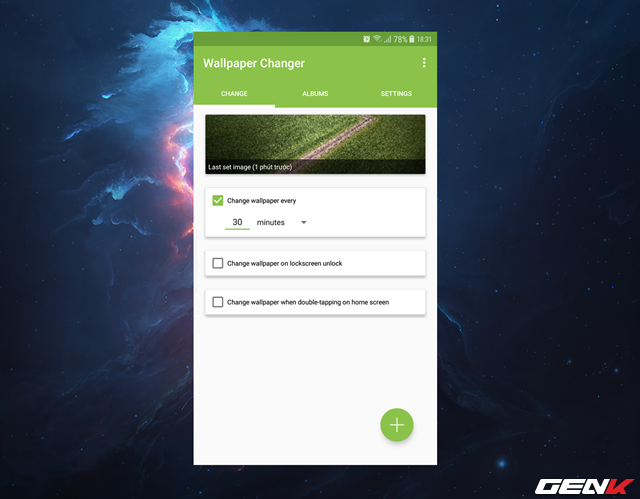 78% 18:31
Wallpaper Changer
CHANGE ALBUMS SETTINGS
Last set image (1 phút trước)
Change wallpaper every
30 minutes
Change wallpaper on lockscreen unlock
Change wallpaper when double-tapping on home screen
GENK